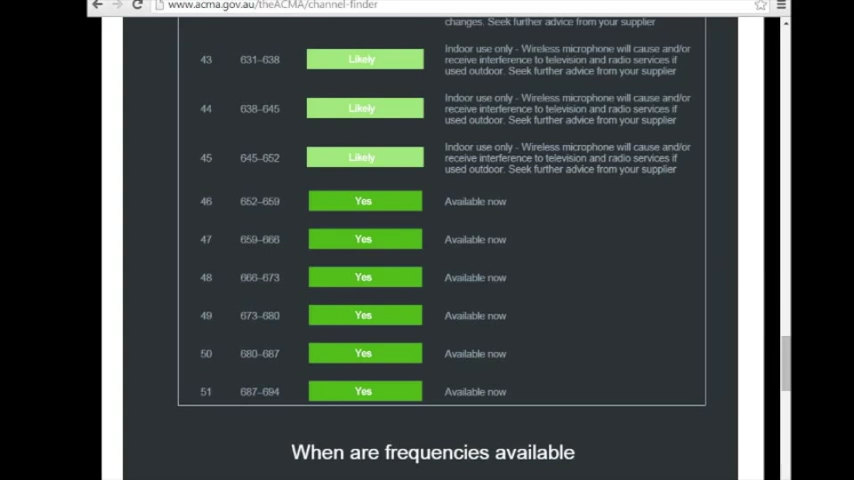 www.acma.gov.au/theACMA/channel-finder
changes. Seek further advice from your supplier
43 631–638 Likely Indoor use only - Wireless microphone will cause and/or
receive interference to television and radio services if
used outdoor. Seek further advice from your supplier
44 638–645 Likely Indoor use only - Wireless microphone will cause and/or
receive interference to television and radio services if
used outdoor. Seek further advice from your supplier
45 645–652 Likely Indoor use only - Wireless microphone will cause and/or
receive interference to television and radio services if
used outdoor. Seek further advice from your supplier
46 652–659 Yes Available now
47 659–666 Yes Available now
48 666–673 Yes Available now
49 673–680 Yes Available now
50 680–687 Yes Available now
51 687–694 Yes Available now
When are frequencies available